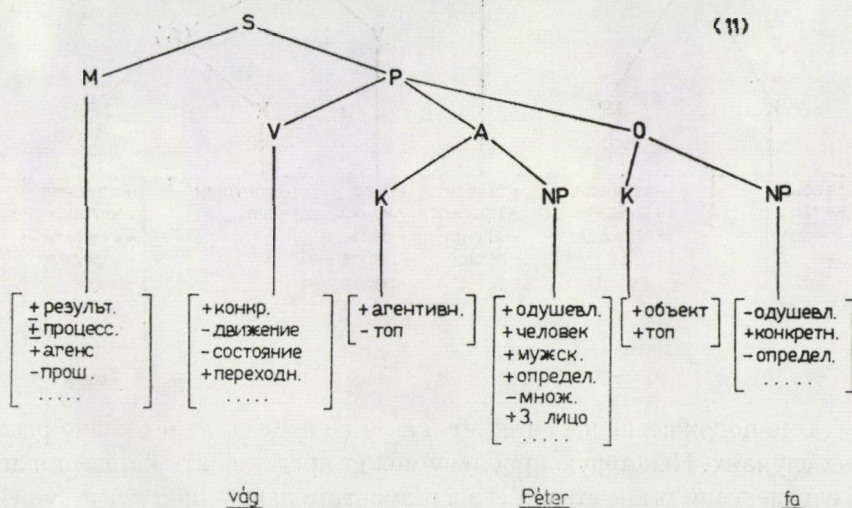 (11)
S
M P
V A O
K NP K NP
+ результ.
± процесс.
+ агенс
- прош.
.....
+ конкр.
- движение
- состояние
+ переходн.
.....
+ агентивн.
- топ
+ одушевл.
+ человек
+ мужск.
+ определ.
- множ.
+ 3. лицо
......
+ объект
+ топ
- одушевл.
+ конкретн.
- определ.
.....
vág Péter fa